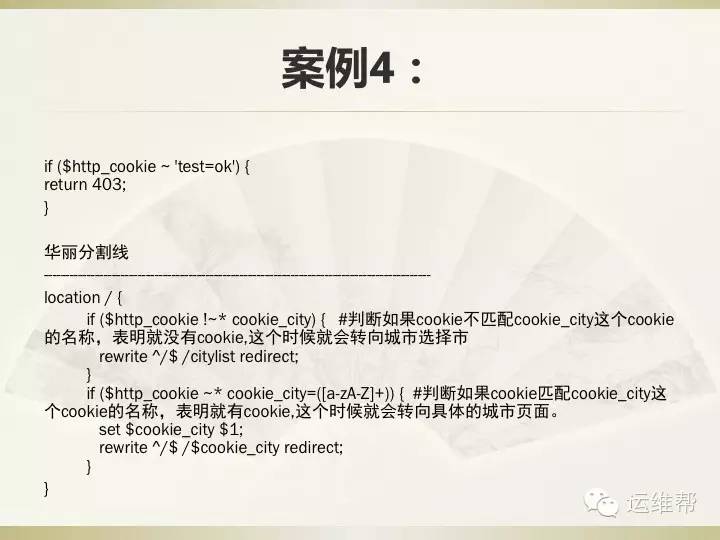 案例4：
if ($http_cookie ~ 'test=ok') {
return 403;
}
华丽分割线
----------------------------------------------------------------------------------------
location / {
if ($http_cookie !~* cookie_city) { #判断如果cookie不匹配cookie_city这个cookie
的名称，表明就没有cookie,这个时候就会转向城市选择市
rewrite ^/$ /citylist redirect;
}
if ($http_cookie ~* cookie_city=([a-zA-Z]+)) { #判断如果cookie匹配cookie_city这
个cookie的名称，表明就有cookie,这个时候就会转向具体的城市页面。
set $cookie_city $1;
rewrite ^/$ /$cookie_city redirect;
}
}
运维帮